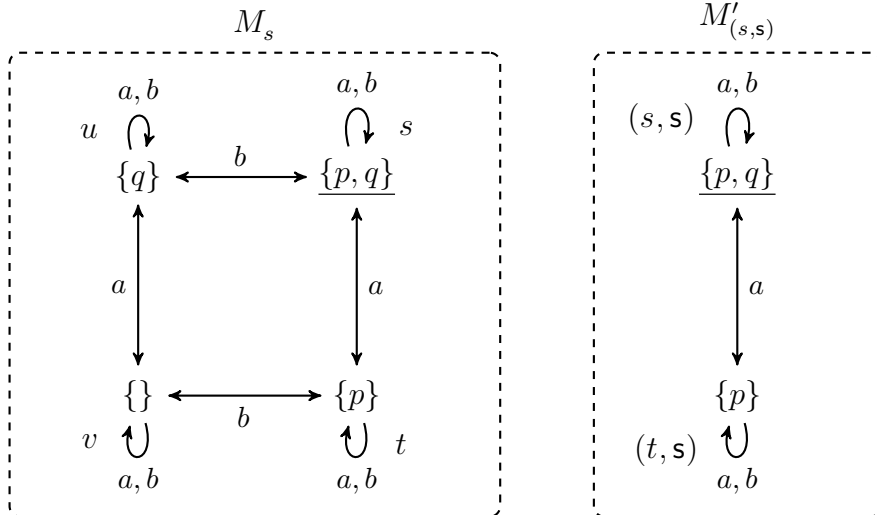 M_s M'_{(s,s)}
a, b a, b a, b
u s (s, s)
{q} b {p, q} {p, q}
a a a
{} b {p} {p}
v t (t, s)
a, b a, b a, b